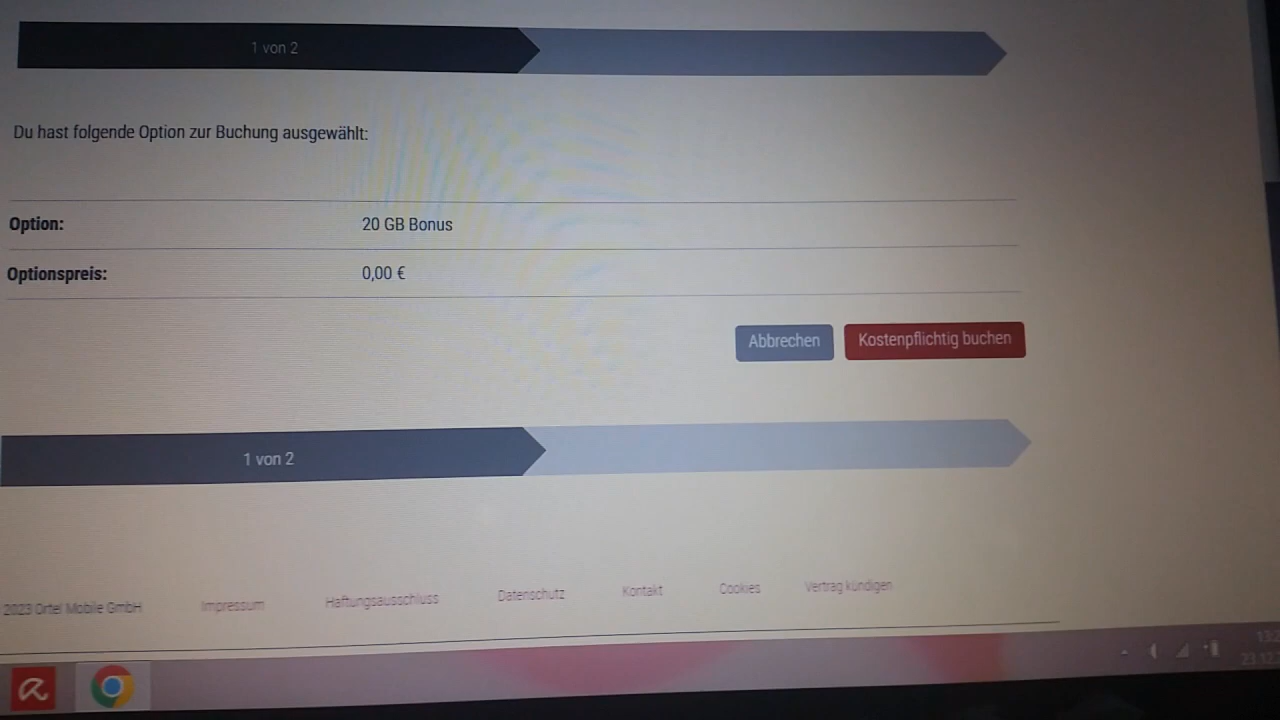 1 von 2
Du hast folgende Option zur Buchung ausgewählt:
Option: 20 GB Bonus
Optionspreis: 0,00 €
Abbrechen Kostenpflichtig buchen
1 von 2
2023 Ortel Mobile GmbH Impressum Haftungsausschluss Datenschutz Kontakt Cookies Vertrag kündigen